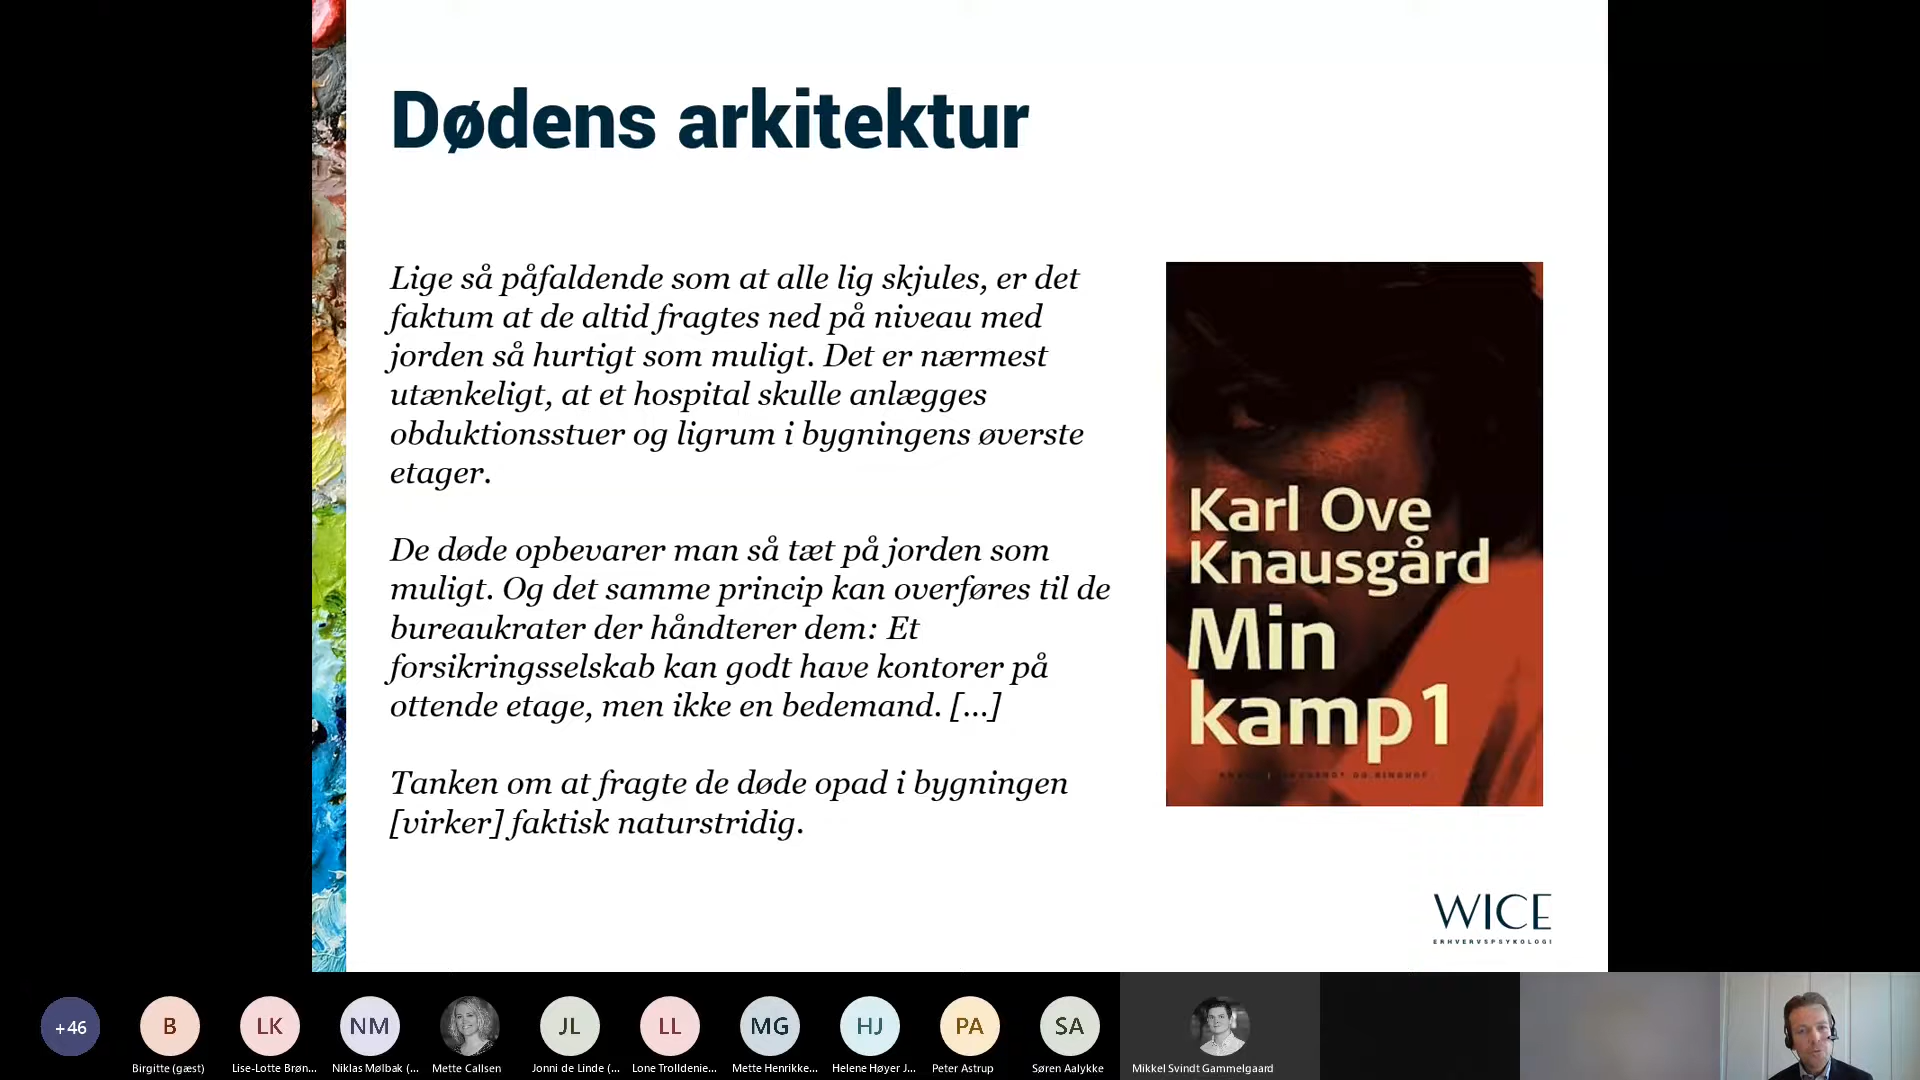 Dødens arkitektur
Lige så påfaldende som at alle lig skjules, er det
faktum at de altid fragtes ned på niveau med
jorden så hurtigt som muligt. Det er nærmest
utænkeligt, at et hospital skulle anlægges
obduktionsstuer og ligrum i bygningens øverste
etager.
De døde opbevarer man så tæt på jorden som
muligt. Og det samme princip kan overføres til de
bureaukrater der håndterer dem: Et
forsikringsselskab kan godt have kontorer på
ottende etage, men ikke en bedemand. [...]
Tanken om at fragte de døde opad i bygningen
[virker] faktisk naturstridig.
Karl Ove
Knausgård
Min
kamp1
WICE
ERHVERVSPSYKOLOGI
+46
B
LK
NM
JL
LL
MG
HJ
PA
SA
Birgitte (gæst)
Lise-Lotte Brøn...
Niklas Mølbak (...
Mette Callsen
Jonni de Linde (...
Lone Trolldenie...
Mette Henrikke...
Helene Høyer J...
Peter Astrup
Søren Aalykke
Mikkel Svindt Gammelgaard